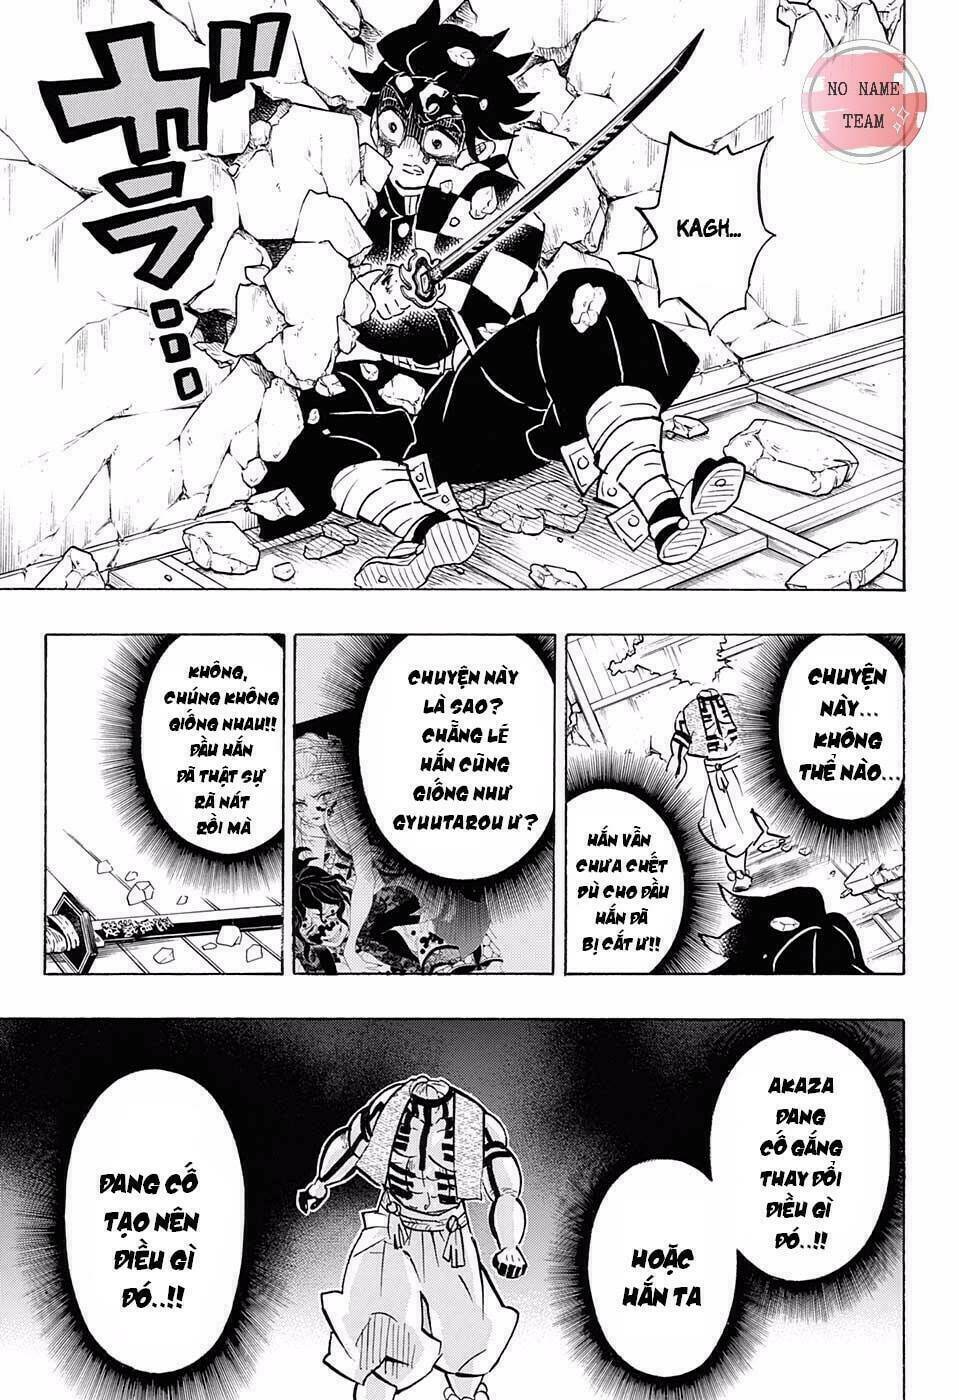 NO NAME
TEAM
ガラ...
KAGH...
CHUYỆN
NÀY...
KHÔNG
THỂ NÀO...
HẮN VẪN
CHƯA CHẾT
DÙ CHO ĐẦU
HẮN ĐÃ
BỊ CẮT Ư!!
CHUYỆN NÀY
LÀ SAO?
CHẲNG LẼ
HẮN CŨNG
GIỐNG NHƯ
GYUUTAROU Ư?
KHÔNG,
CHÚNG KHÔNG
GIỐNG NHAU!!
ĐẦU HẮN
ĐÃ THẬT SỰ
RÃ NÁT
RỒI MÀ
AKAZA
ĐANG
CỐ GẮNG
THAY ĐỔI
ĐIỀU GÌ
ĐÓ..!!
HOẶC
HẮN TA
ĐANG CỐ
TẠO NÊN
ĐIỀU GÌ
ĐÓ..!!